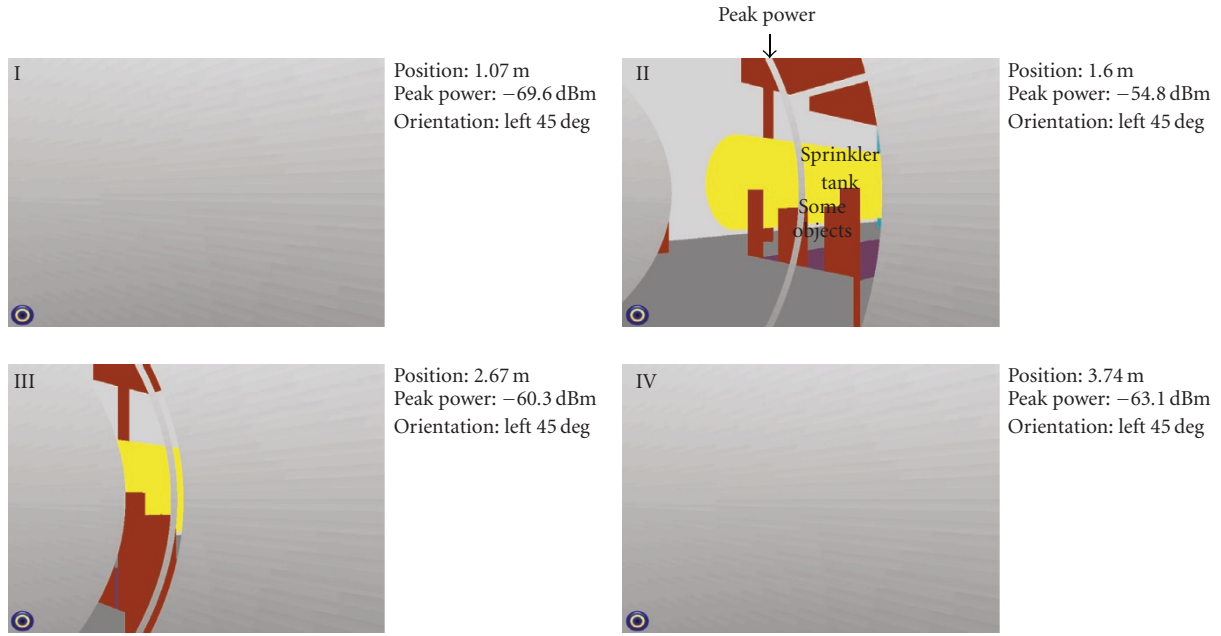 Peak power
I
Position: 1.07 m
Peak power: −69.6 dBm
Orientation: left 45 deg
II
Sprinkler
tank
Some
objects
Position: 1.6 m
Peak power: −54.8 dBm
Orientation: left 45 deg
III
Position: 2.67 m
Peak power: −60.3 dBm
Orientation: left 45 deg
IV
Position: 3.74 m
Peak power: −63.1 dBm
Orientation: left 45 deg